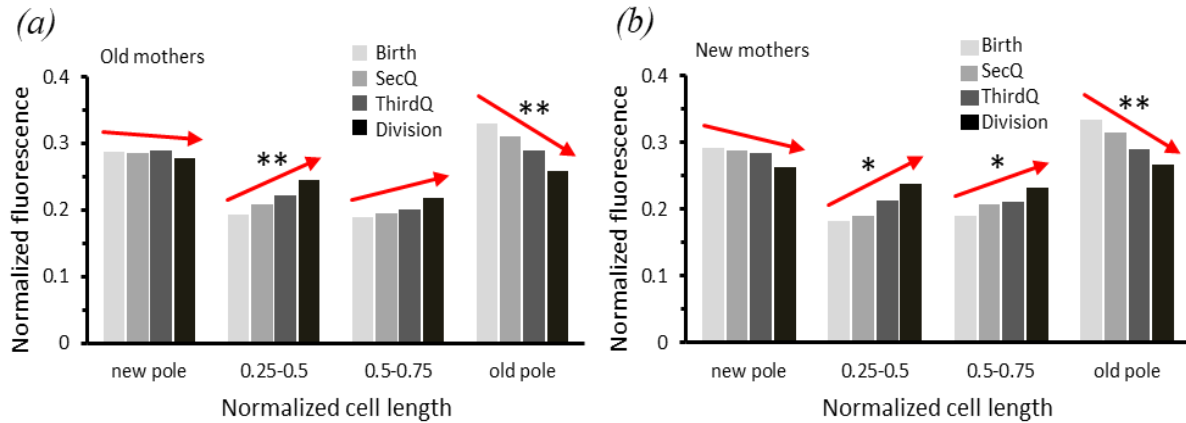 (a)
Old mothers
Birth
SecQ
ThirdQ
Division
Normalized fluorescence
0.4
0.3
0.2
0.1
0
**
**
new pole 0.25-0.5 0.5-0.75 old pole
Normalized cell length
(b)
New mothers
Birth
SecQ
ThirdQ
Division
Normalized fluorescence
0.4
0.3
0.2
0.1
0
*
*
**
new pole 0.25-0.5 0.5-0.75 old pole
Normalized cell length